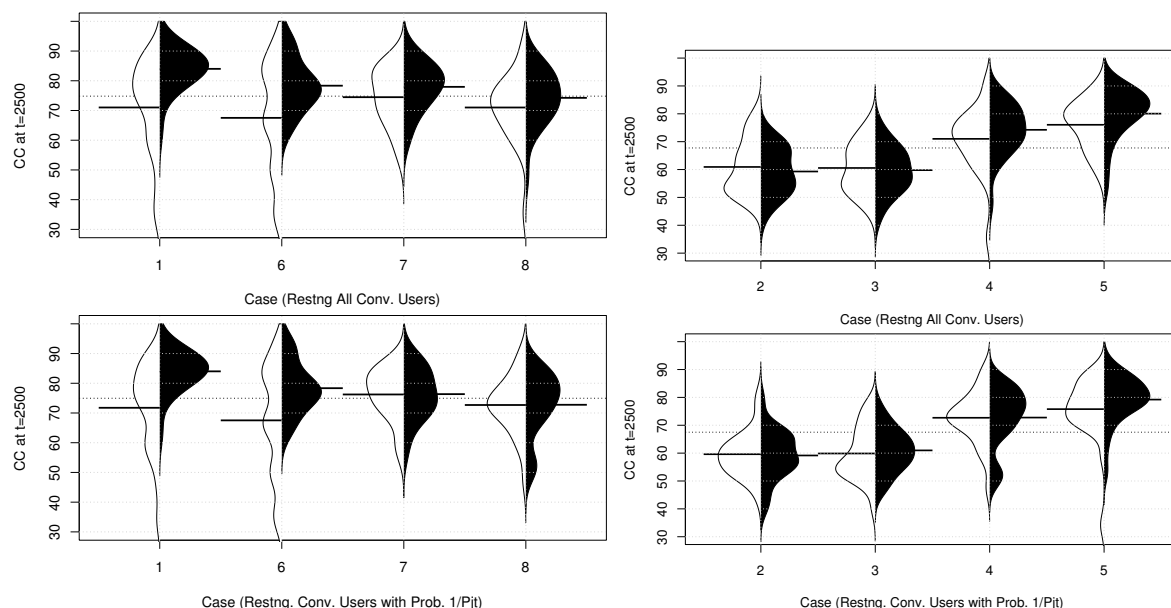 CC at t=2500
90
80
70
60
50
40
30
1 6 7 8
Case (Restng All Conv. Users)
CC at t=2500
90
80
70
60
50
40
30
2 3 4 5
Case (Restng All Conv. Users)
CC at t=2500
90
80
70
60
50
40
30
1 6 7 8
Case (Restng. Conv. Users with Prob. 1/Pjt)
CC at t=2500
90
80
70
60
50
40
30
2 3 4 5
Case (Restng. Conv. Users with Prob. 1/Pjt)